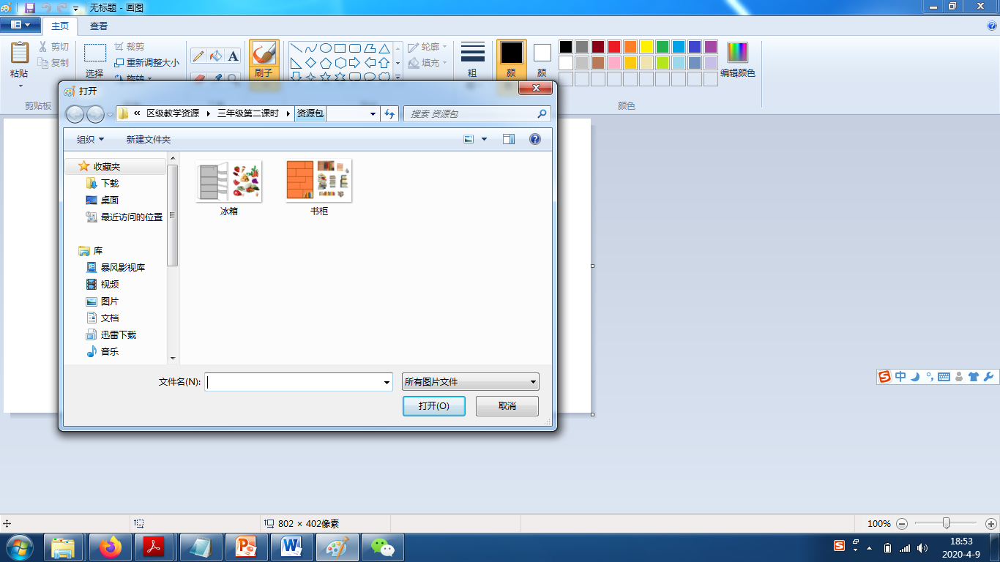 无标题 - 画图
主页 查看
粘贴
剪切
复制
剪贴板
选择
裁剪
重新调整大小
旋转
A
刷子
轮廓
填充
粗
颜
颜
编辑颜色
颜色
打开
« 区级教学资源 三年级第二课时 资源包
搜索 资源包
组织 新建文件夹
收藏夹
下载
桌面
最近访问的位置
库
暴风影视库
视频
图片
文档
迅雷下载
音乐
冰箱 书柜
文件名(N): 所有图片文件
打开(O) 取消
中
802 × 402像素 100%
18:53
2020-4-9